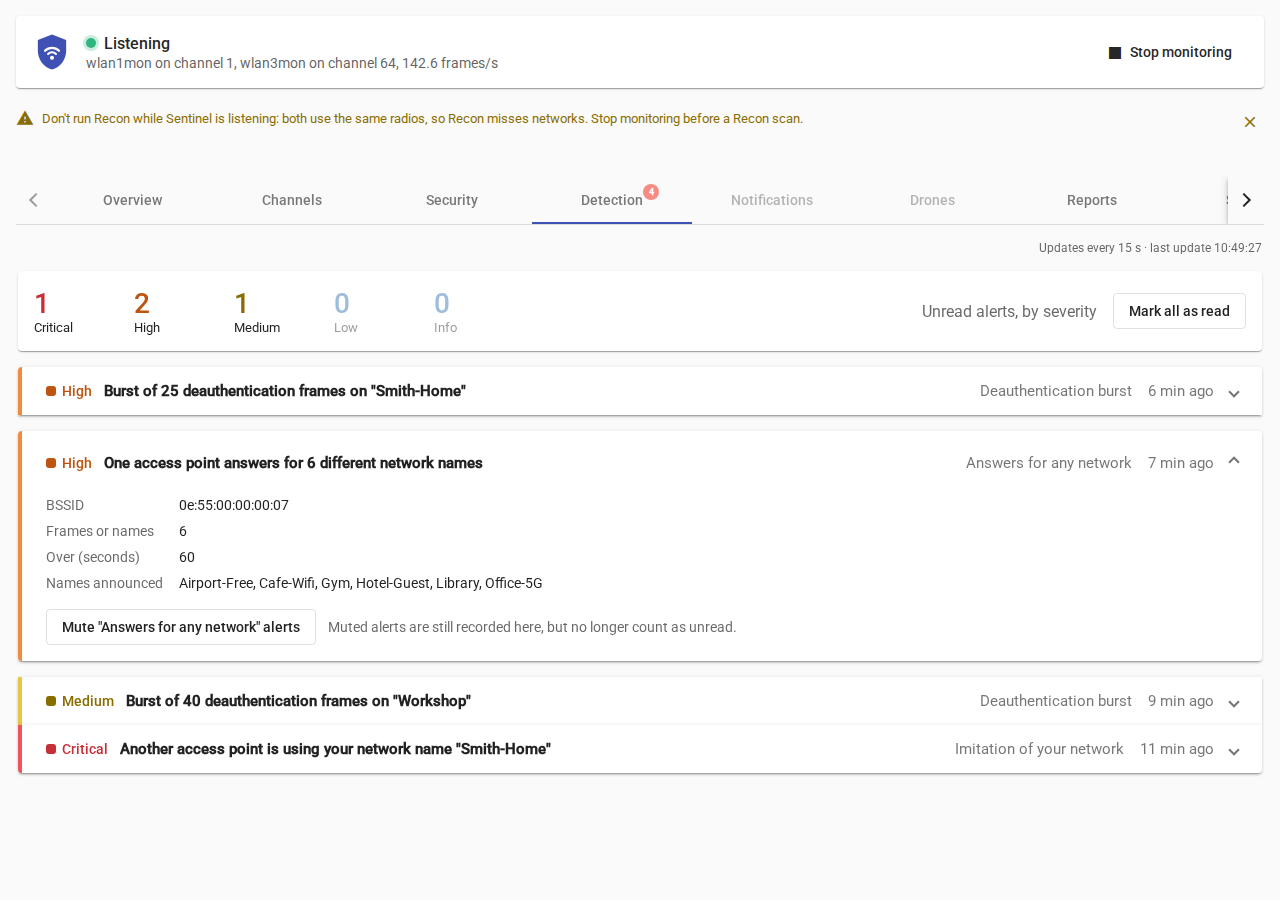 Listening
wlan1mon on channel 1, wlan3mon on channel 64, 142.6 frames/s
Stop monitoring
Don't run Recon while Sentinel is listening: both use the same radios, so Recon misses networks. Stop monitoring before a Recon scan.
Overview Channels Security Detection 4 Notifications Drones Reports
Updates every 15 s · last update 10:49:27
1 2 1 0 0
Critical High Medium Low Info
Unread alerts, by severity Mark all as read
High Burst of 25 deauthentication frames on "Smith-Home" Deauthentication burst 6 min ago
High One access point answers for 6 different network names Answers for any network 7 min ago
BSSID 0e:55:00:00:00:07
Frames or names 6
Over (seconds) 60
Names announced Airport-Free, Cafe-Wifi, Gym, Hotel-Guest, Library, Office-5G
Mute "Answers for any network" alerts Muted alerts are still recorded here, but no longer count as unread.
Medium Burst of 40 deauthentication frames on "Workshop" Deauthentication burst 9 min ago
Critical Another access point is using your network name "Smith-Home" Imitation of your network 11 min ago